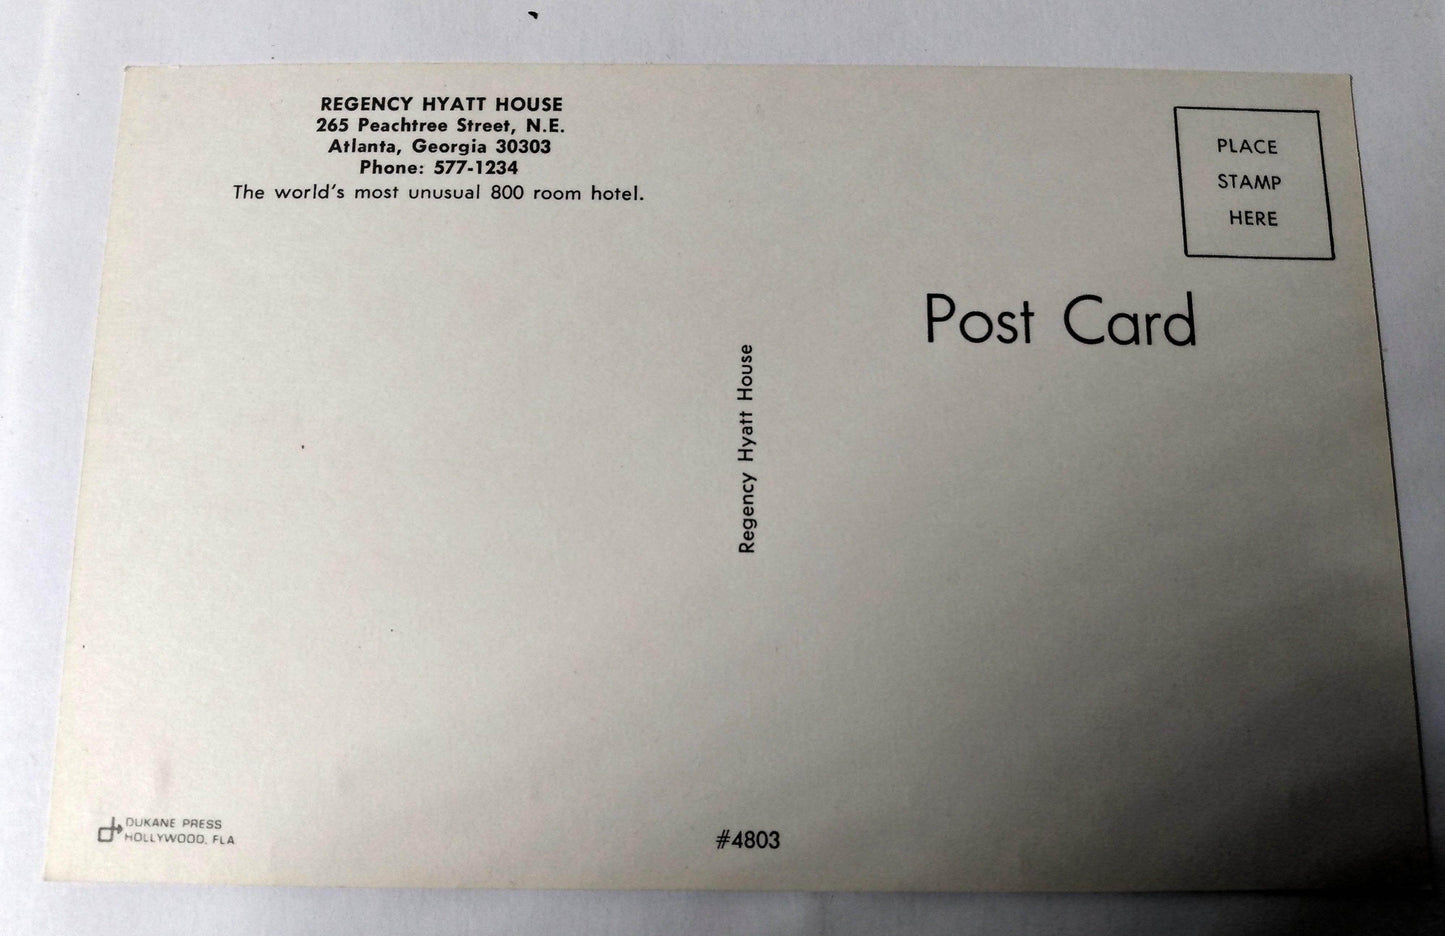 REGENCY HYATT HOUSE
265 Peachtree Street, N.E.
Atlanta, Georgia 30303
Phone: 577-1234
The world's most unusual 800 room hotel.
PLACE
STAMP
HERE
Post Card
Regency Hyatt House
DUKANE PRESS
HOLLYWOOD, FLA
#4803